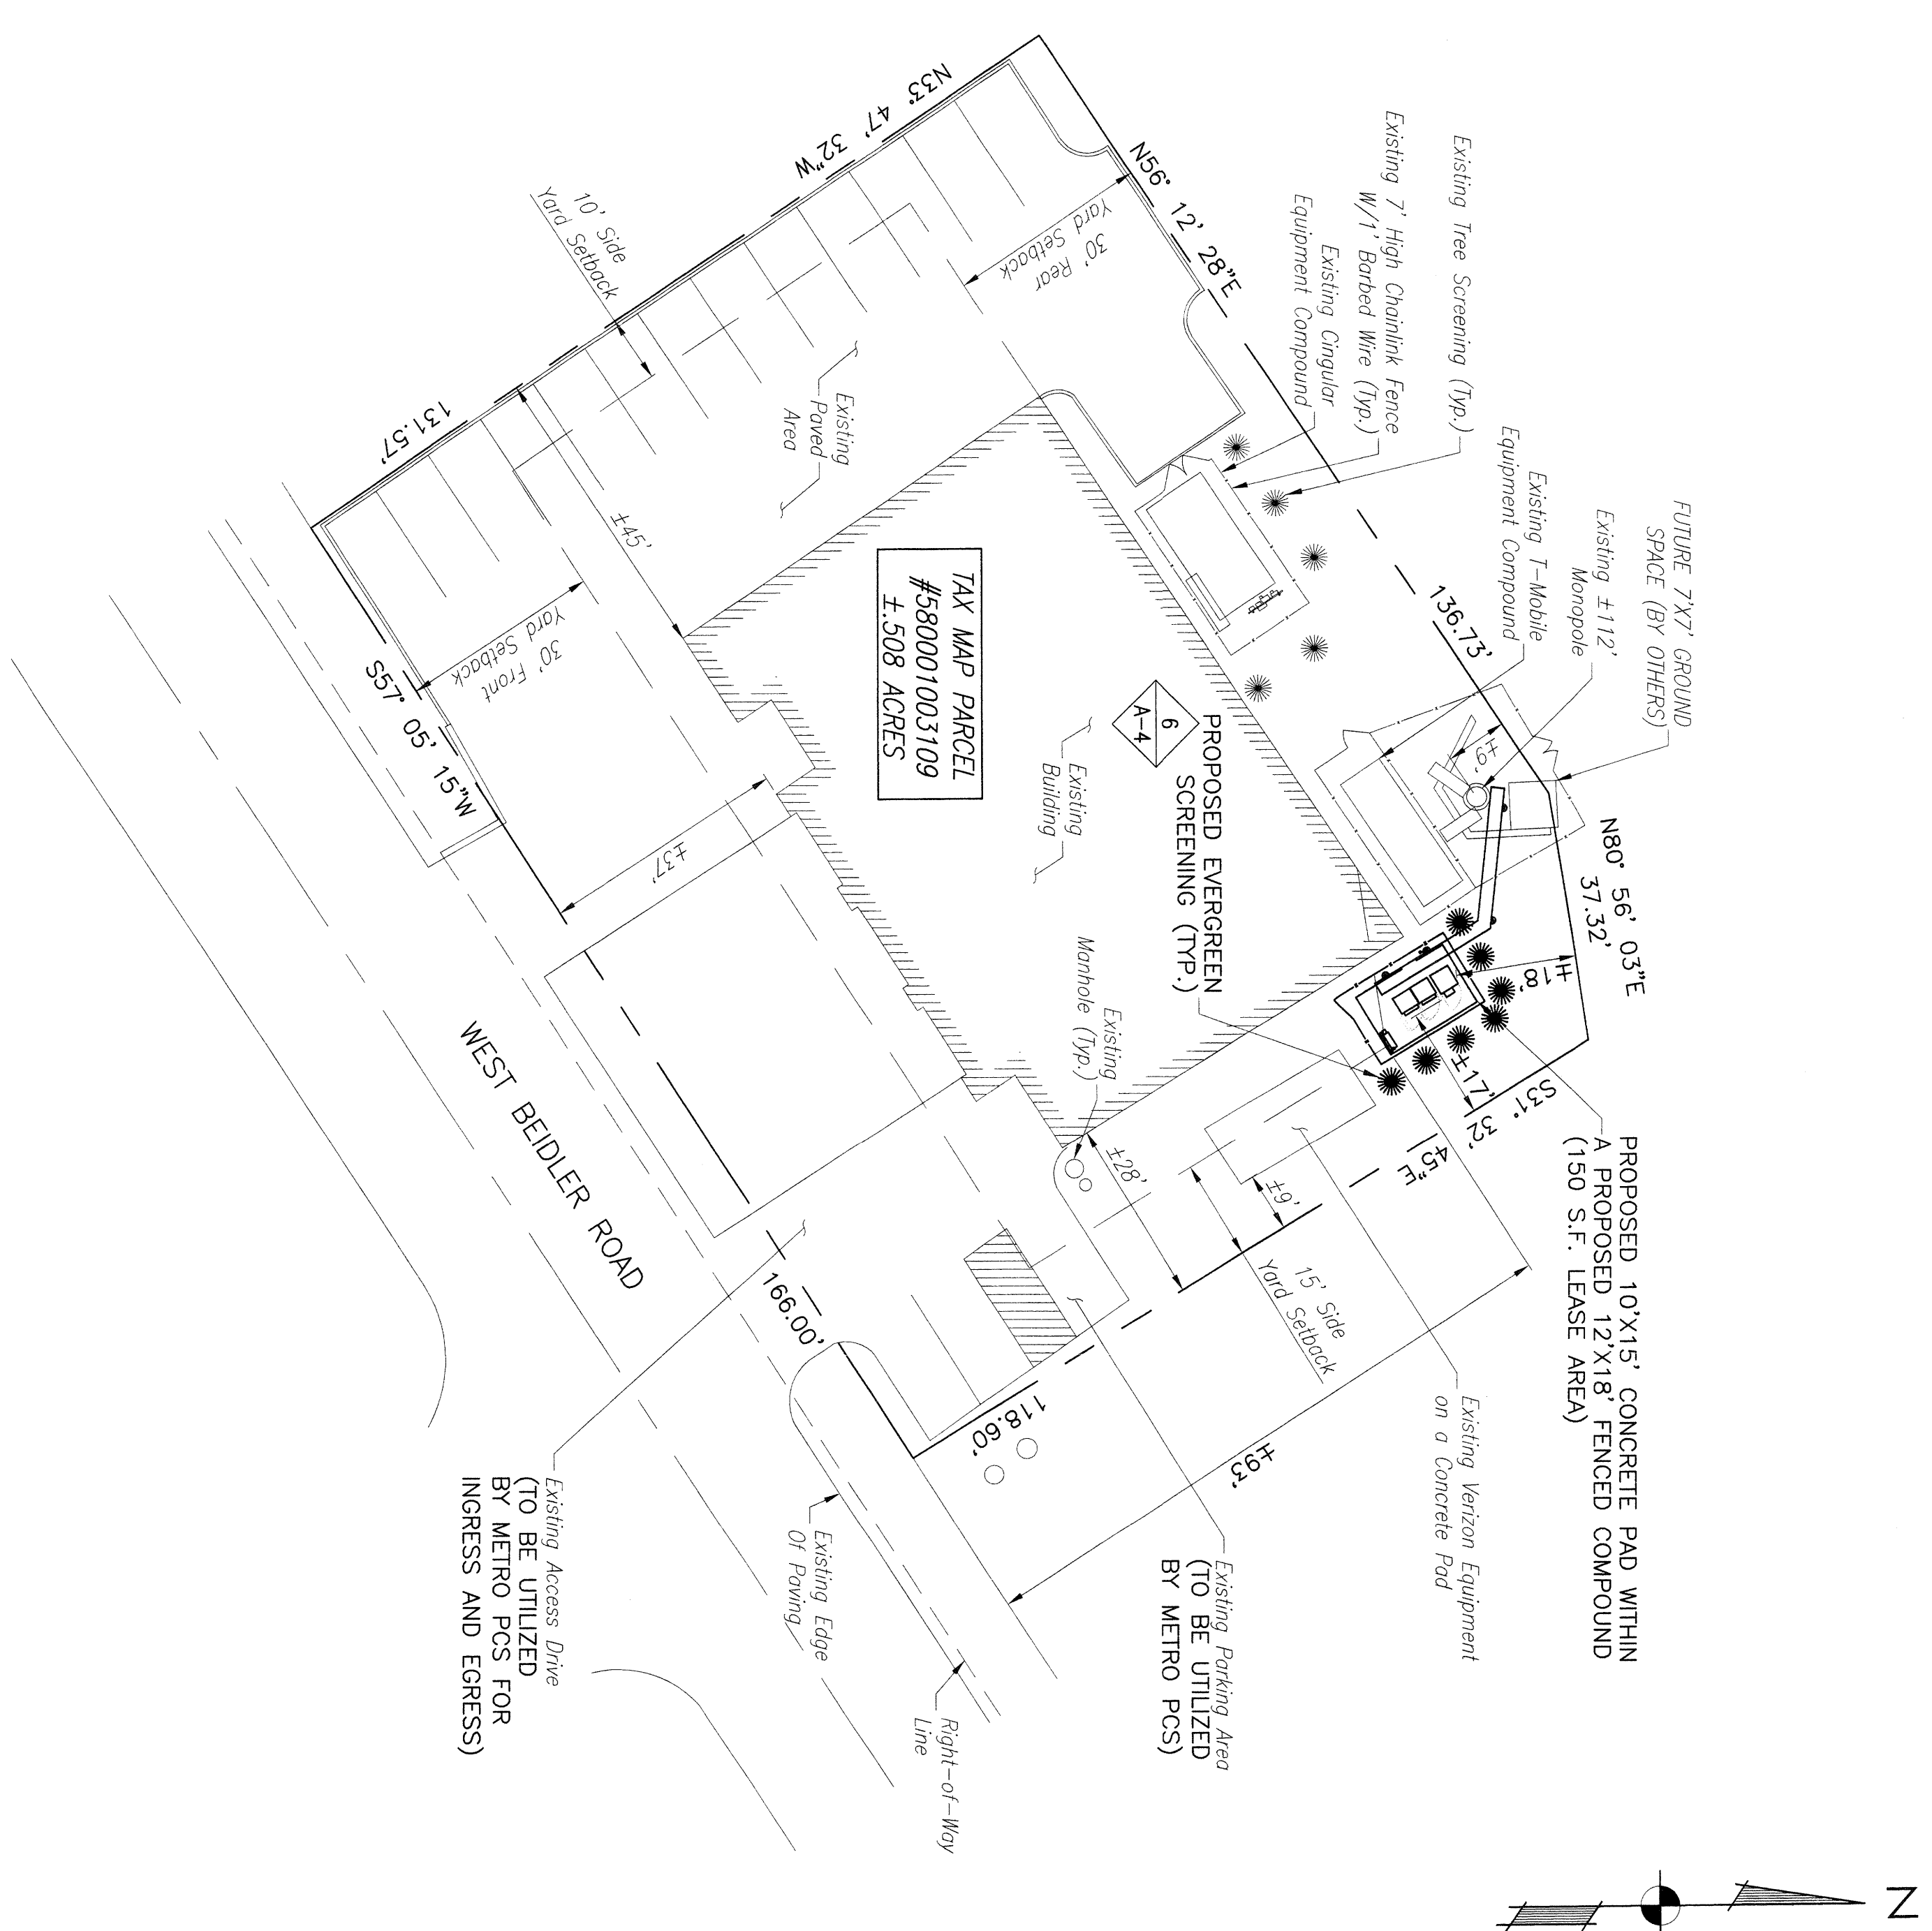 FUTURE 7'X7' GROUND
SPACE (BY OTHERS)
Existing ±112'
Monopole
Existing T-Mobile
Equipment Compound
Existing Tree Screening (Typ.)
Existing 7' High Chainlink Fence
W/1' Barbed Wire (Typ.)
Existing Cingular
Equipment Compound
N56° 12' 28"E
136.73'
N80° 56' 03"E
37.32'
±9'
±18'
±17'
S31° 32' 45"E
118.60'
PROPOSED 10'X15' CONCRETE PAD WITHIN
A PROPOSED 12'X18' FENCED COMPOUND
(150 S.F. LEASE AREA)
Existing Verizon Equipment
on a Concrete Pad
15' Side
Yard Setback
±9'
±28'
±93'
Existing Parking Area
(TO BE UTILIZED
BY METRO PCS)
PROPOSED EVERGREEN
SCREENING (TYP.)
6
A-4
Existing
Manhole (Typ.)
Existing
Building
TAX MAP PARCEL
#580001003109
±.508 ACRES
30' Rear
Yard Setback
N33° 47' 32"W
131.57'
Existing
Paved
Area
10' Side
Yard Setback
±45'
30' Front
Yard Setback
±37'
S57° 05' 15"W
166.00'
WEST BEIDLER ROAD
Right-of-Way
Line
Existing Edge
Of Paving
Existing Access Drive
(TO BE UTILIZED
BY METRO PCS FOR
INGRESS AND EGRESS)
N